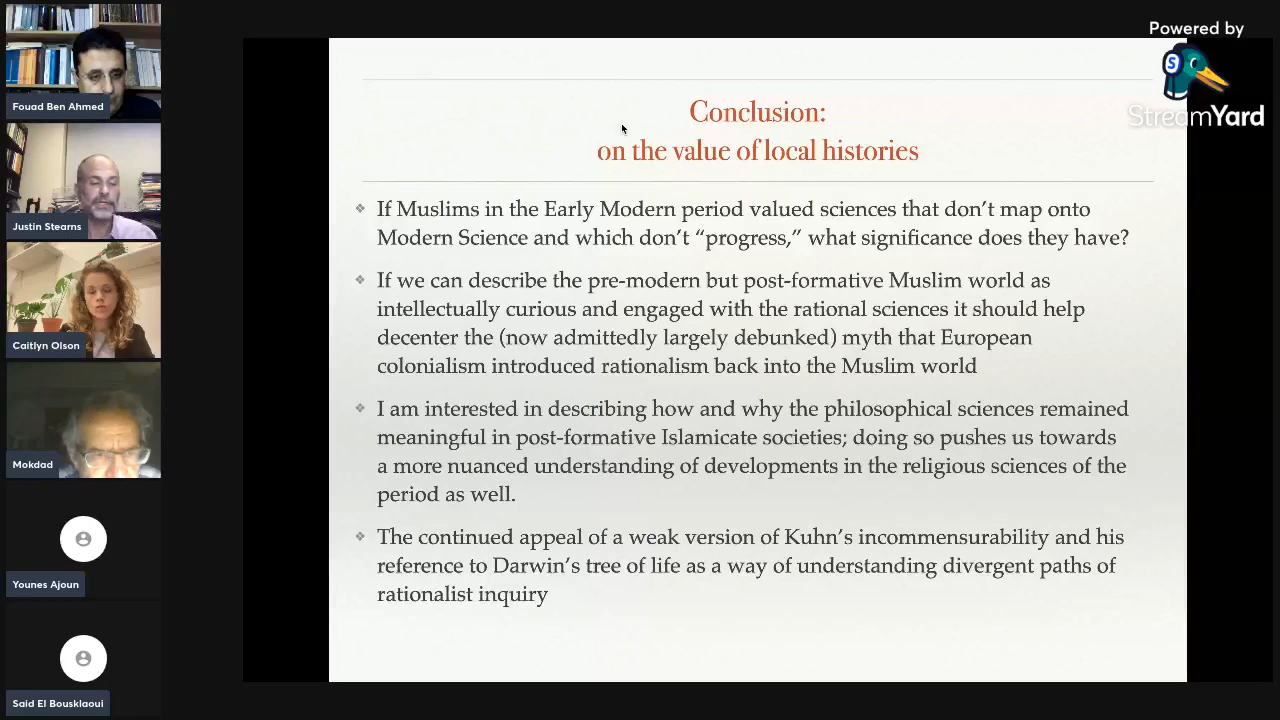 Powered by
StreamYard
Fouad Ben Ahmed
Justin Stearns
Caitlyn Olson
Mokdad
Younes Ajoun
Said El Bousklaoui
Conclusion:
on the value of local histories
If Muslims in the Early Modern period valued sciences that don’t map onto
Modern Science and which don’t “progress,” what significance does they have?
If we can describe the pre-modern but post-formative Muslim world as
intellectually curious and engaged with the rational sciences it should help
decenter the (now admittedly largely debunked) myth that European
colonialism introduced rationalism back into the Muslim world
I am interested in describing how and why the philosophical sciences remained
meaningful in post-formative Islamicate societies; doing so pushes us towards
a more nuanced understanding of developments in the religious sciences of the
period as well.
The continued appeal of a weak version of Kuhn’s incommensurability and his
reference to Darwin’s tree of life as a way of understanding divergent paths of
rationalist inquiry